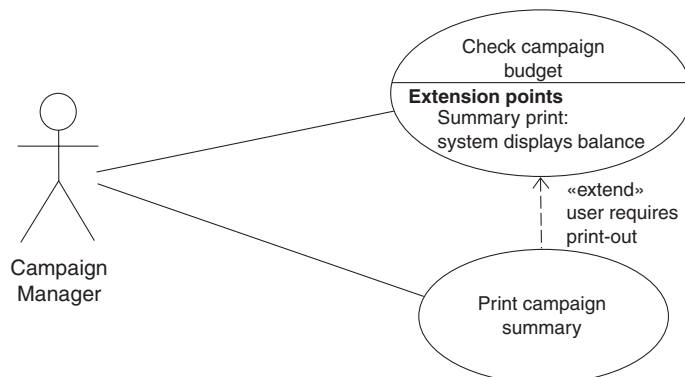 Check campaign
budget
Extension points
Summary print:
system displays balance
«extend»
user requires
print-out
Campaign
Manager
Print campaign
summary